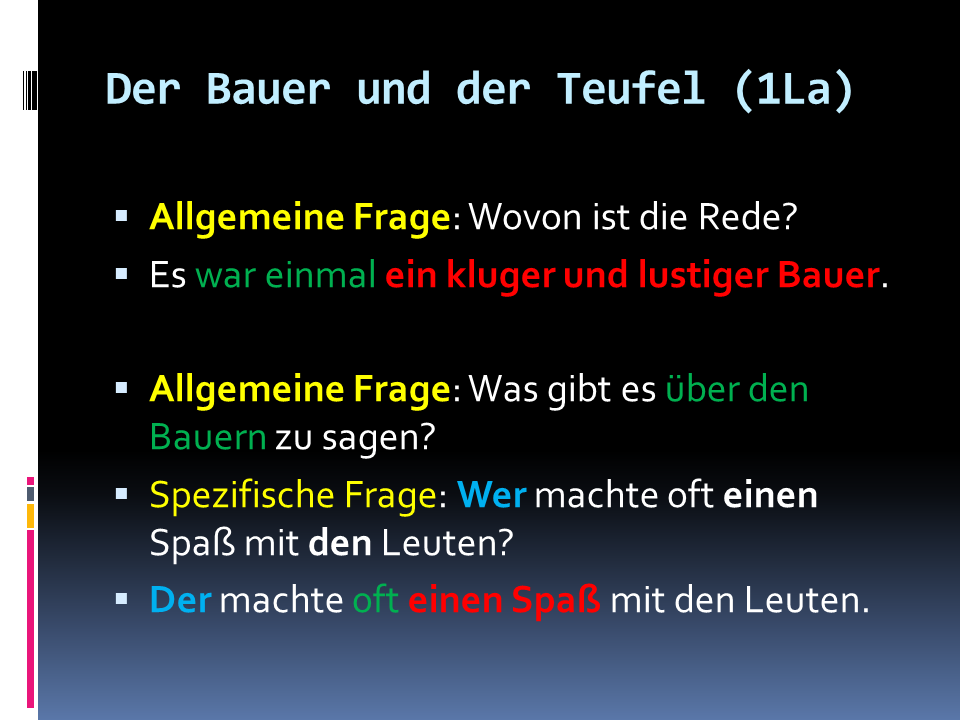 Der Bauer und der Teufel (1La)
Allgemeine Frage: Wovon ist die Rede?
Es war einmal ein kluger und lustiger Bauer.
Allgemeine Frage: Was gibt es über den
Bauern zu sagen?
Spezifische Frage: Wer machte oft einen
Spaß mit den Leuten?
Der machte oft einen Spaß mit den Leuten.